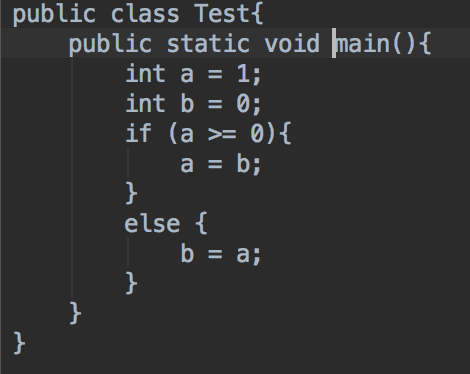 public class Test{
    public static void main(){
        int a = 1;
        int b = 0;
        if (a >= 0){
            a = b;
        }
        else {
            b = a;
        }
    }
}